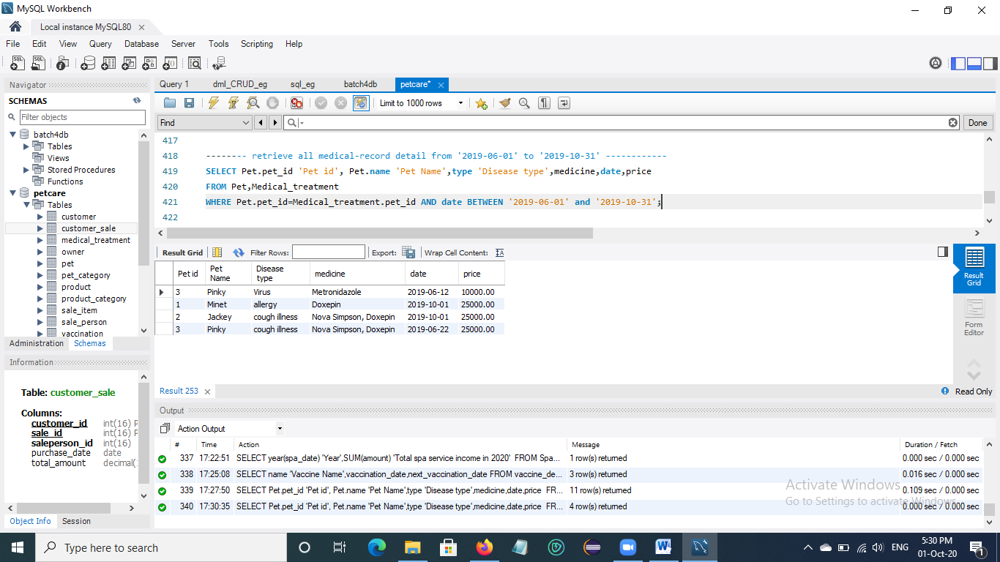 MySQL Workbench
Local instance MySQL80
File Edit View Query Database Server Tools Scripting Help
Navigator
SCHEMAS
Filter objects
batch4db
Tables
Views
Stored Procedures
Functions
petcare
Tables
customer
customer_sale
medical_treatment
owner
pet
pet_category
product
product_category
sale_item
sale_person
vaccination
Administration Schemas
Information
Table: customer_sale
Columns:
customer_id int(16) P
sale_id int(16) P
saleperson_id int(16)
purchase_date date
total_amount decimal(
Object Info Session
Query 1 dml_CRUD_eg sql_eg batch4db petcare*
Limit to 1000 rows
Find Done
417
418 -------- retrieve all medical-record detail from '2019-06-01' to '2019-10-31' ------------
419 SELECT Pet.pet_id 'Pet id', Pet.name 'Pet Name',type 'Disease type',medicine,date,price
420 FROM Pet,Medical_treatment
421 WHERE Pet.pet_id=Medical_treatment.pet_id AND date BETWEEN '2019-06-01' and '2019-10-31';
422
Result Grid Filter Rows: Export: Wrap Cell Content:
Pet id Pet Name Disease type medicine date price
3 Pinky Virus Metronidazole 2019-06-12 10000.00
1 Minet allergy Doxepin 2019-10-01 25000.00
2 Jackey cough illness Nova Simpson, Doxepin 2019-10-01 25000.00
3 Pinky cough illness Nova Simpson, Doxepin 2019-06-22 25000.00
Result Grid
Form Editor
Result 253 Read Only
Output
Action Output
# Time Action Message Duration / Fetch
337 17:22:51 SELECT year(spa_date) 'Year',SUM(amount) 'Total spa service income in 2020' FROM Spa... 1 row(s) returned 0.000 sec / 0.000 sec
338 17:25:08 SELECT name 'Vaccine Name',vaccination_date,next_vaccination_date FROM vaccine_de... 3 row(s) returned 0.016 sec / 0.000 sec
339 17:27:50 SELECT Pet.pet_id 'Pet id', Pet.name 'Pet Name',type 'Disease type',medicine,date,price FR... 11 row(s) returned 0.109 sec / 0.000 sec
340 17:30:35 SELECT Pet.pet_id 'Pet id', Pet.name 'Pet Name',type 'Disease type',medicine,date,price FR... 4 row(s) returned 0.000 sec / 0.000 sec
Activate Windows
Go to Settings to activate Windows.
Type here to search
ENG
5:30 PM
01-Oct-20
1